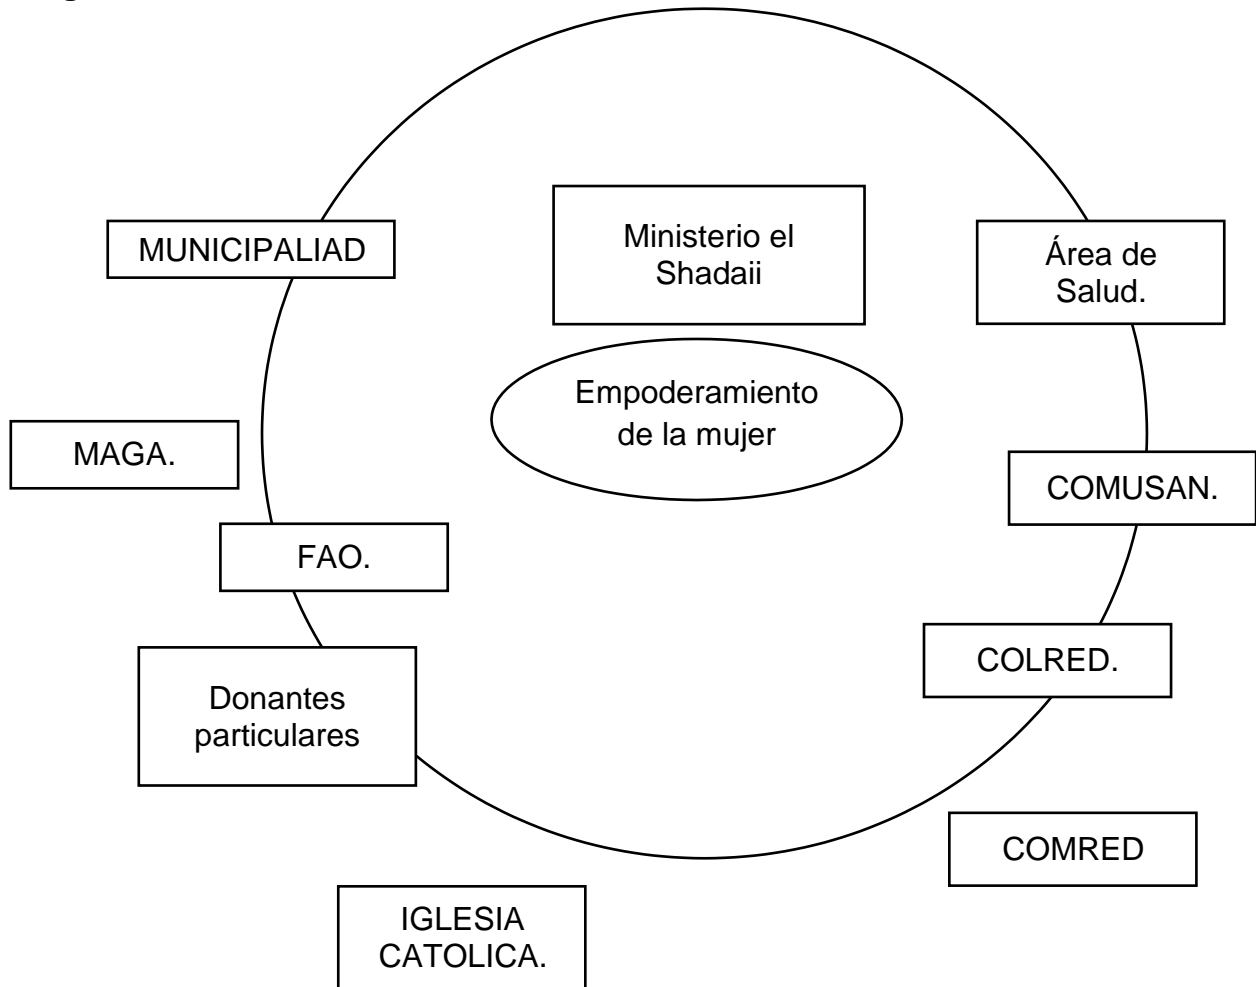 Ministerio el
Shadaii
MUNICIPALIAD
Área de
Salud.
Empoderamiento
de la mujer
MAGA.
COMUSAN.
FAO.
COLRED.
Donantes
particulares
COMRED
IGLESIA
CATOLICA.